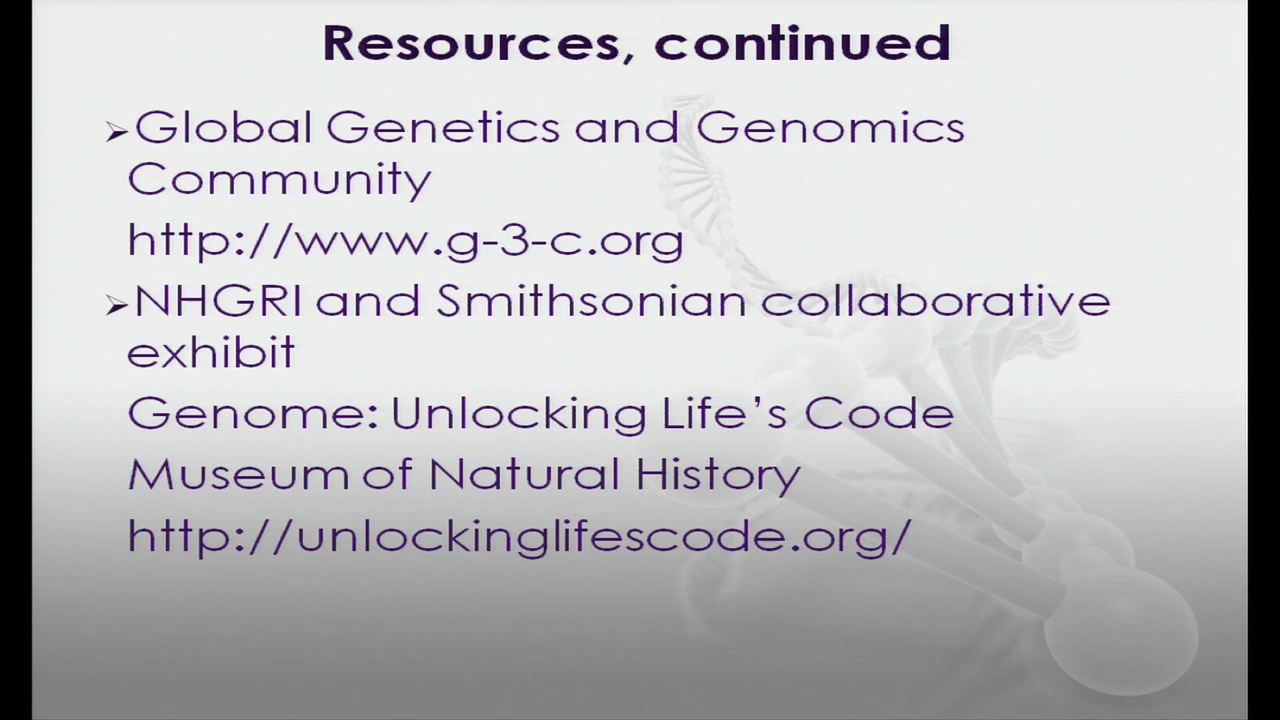 Resources, continued
➢Global Genetics and Genomics
Community
http://www.g-3-c.org
➢NHGRI and Smithsonian collaborative
exhibit
Genome: Unlocking Life’s Code
Museum of Natural History
http://unlockinglifescode.org/